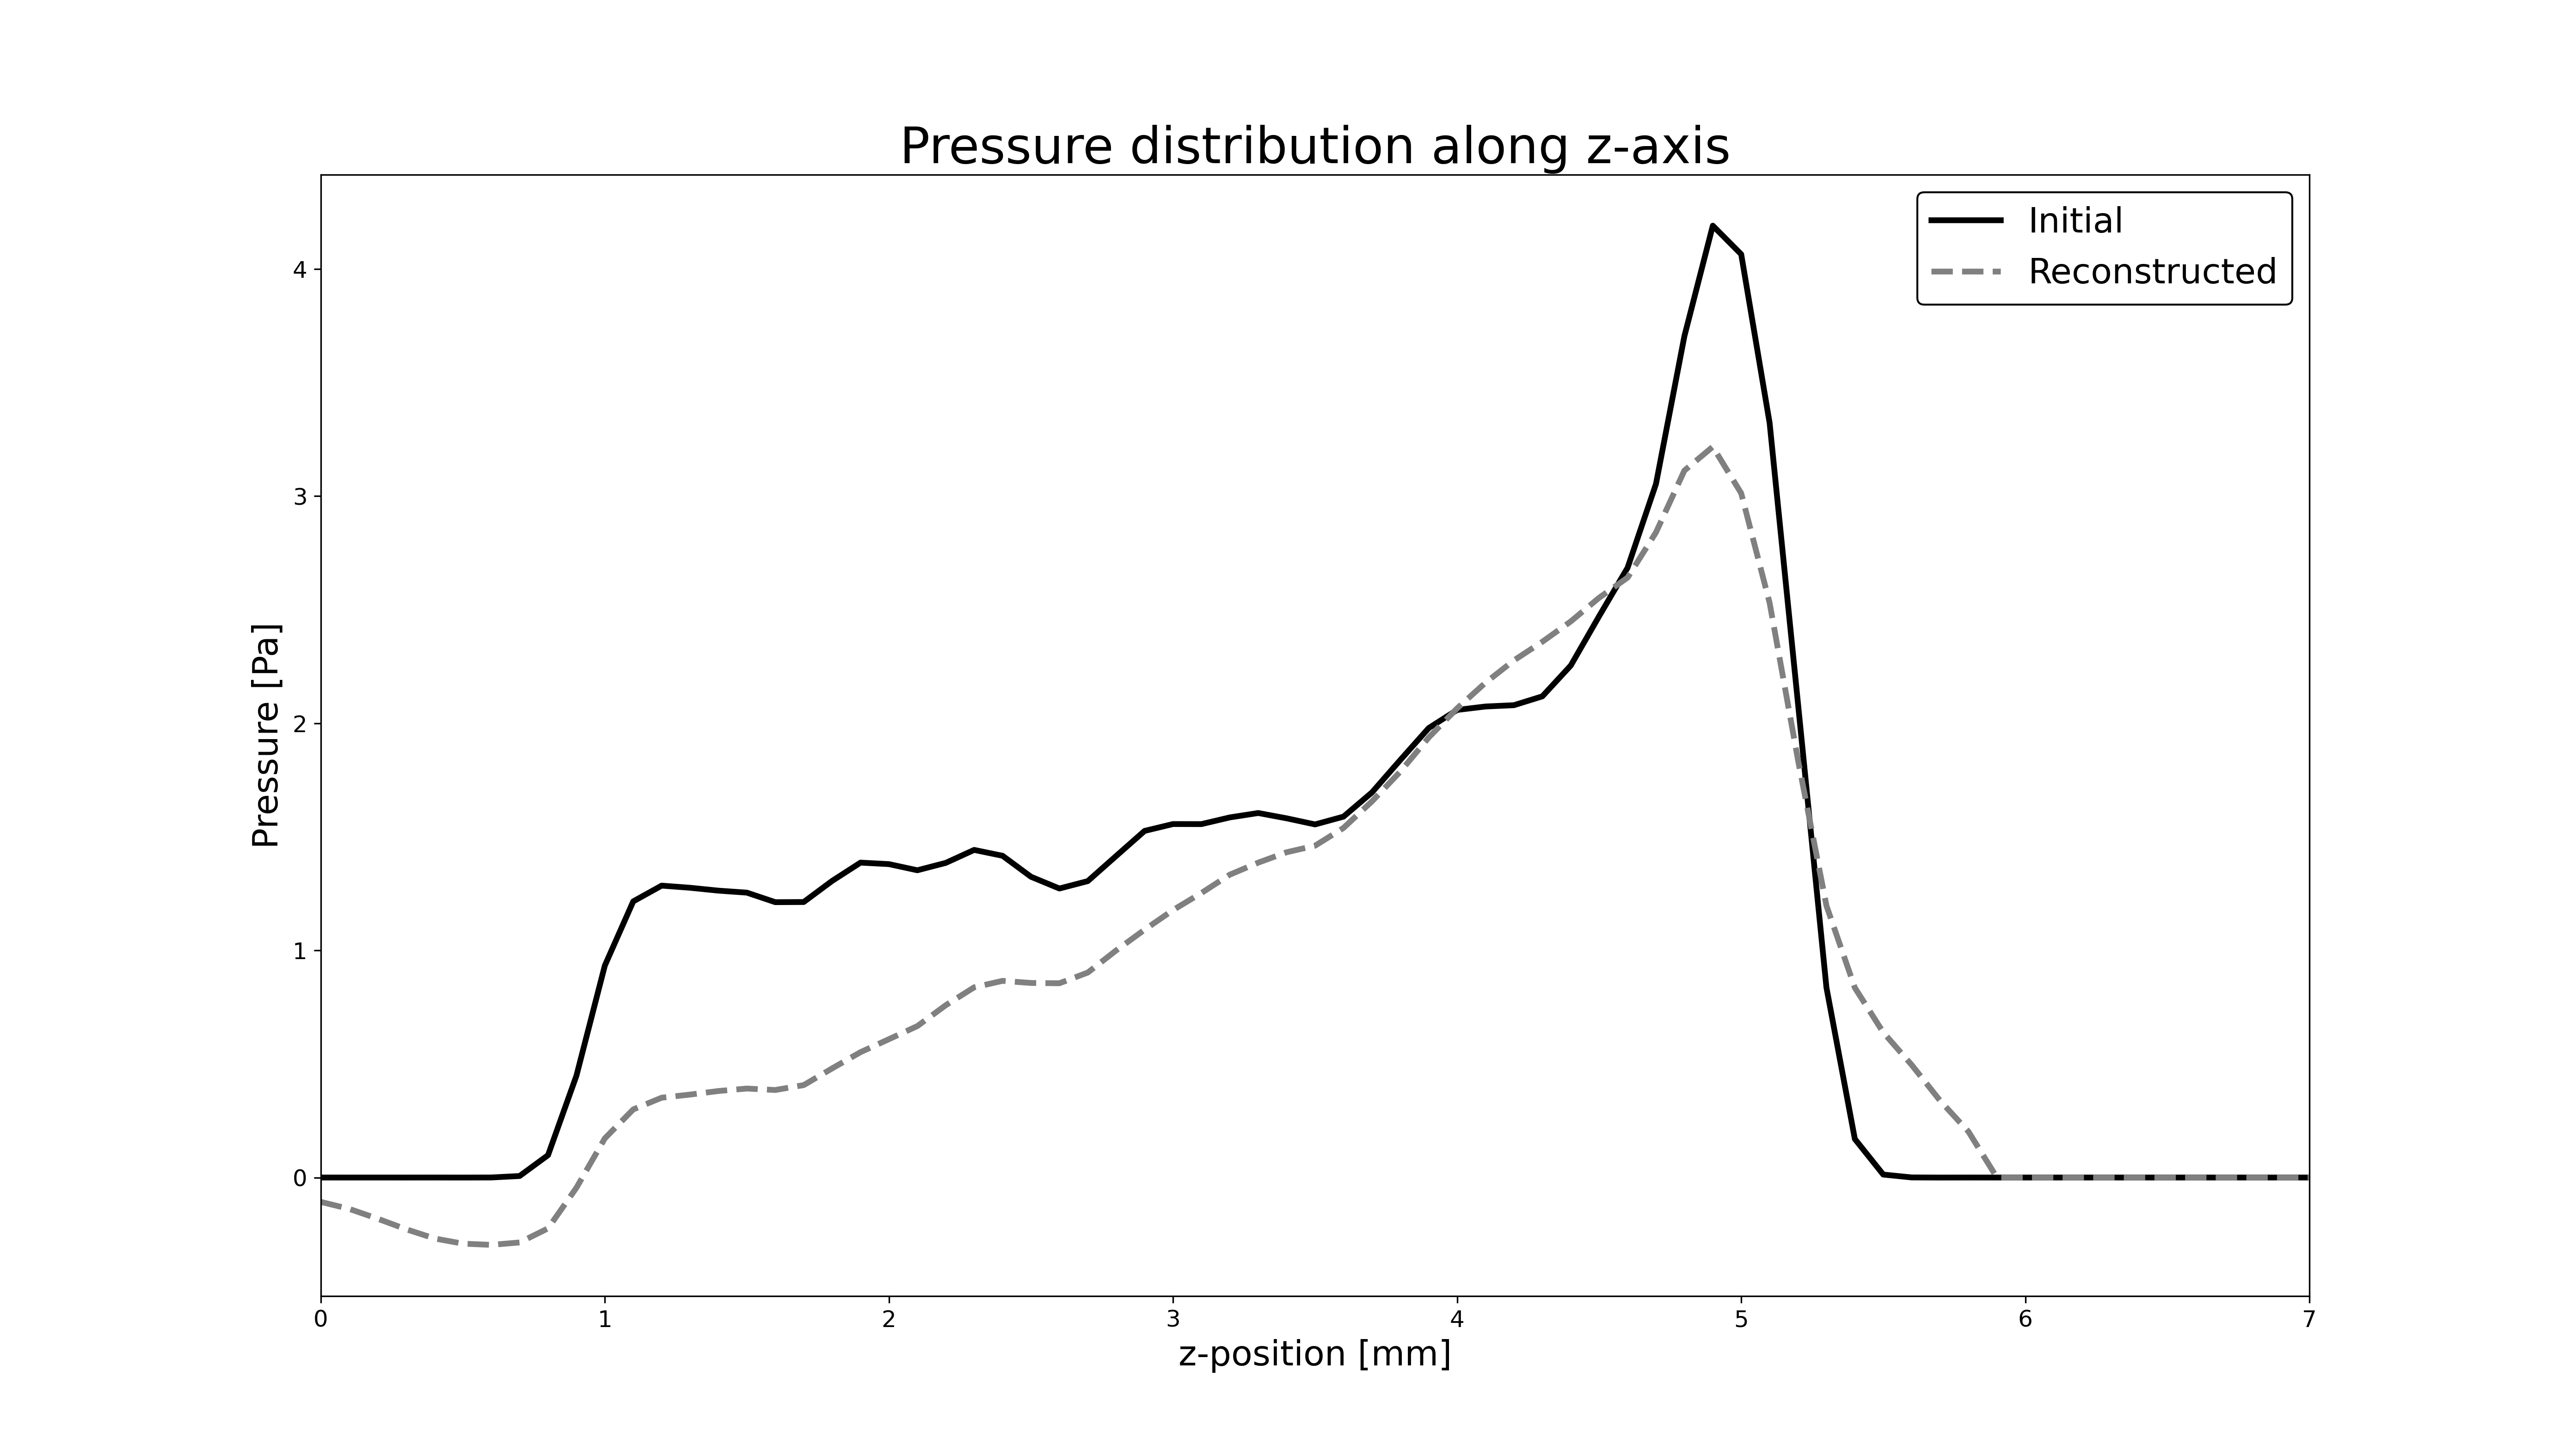 Pressure distribution along z-axis
Initial
Reconstructed
4
3
2
1
0
Pressure [Pa]
0 1 2 3 4 5 6 7
z-position [mm]